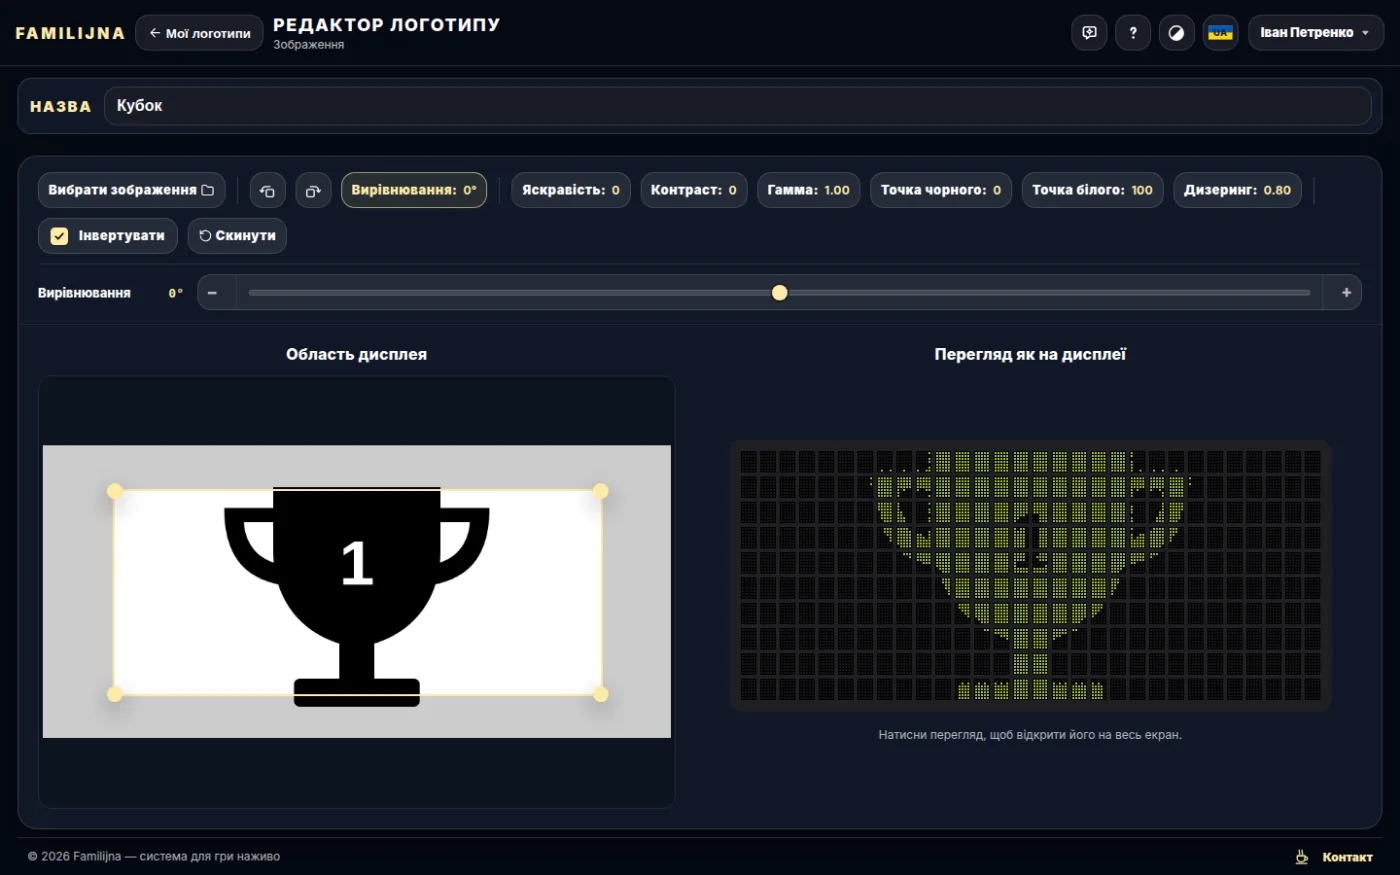 FAMILIJNA
← Мої логотипи
РЕДАКТОР ЛОГОТИПУ
Зображення
?
UA
Іван Петренко
НАЗВА
Кубок
Вибрати зображення
Вирівнювання: 0°
Яскравість: 0
Контраст: 0
Гамма: 1.00
Точка чорного: 0
Точка білого: 100
Дизеринг: 0.80
Інвертувати
Скинути
Вирівнювання 0°
− +
Область дисплея
Перегляд як на дисплеї
1
1
Натисни перегляд, щоб відкрити його на весь екран.
© 2026 Familijna — система для гри наживо
Контакт